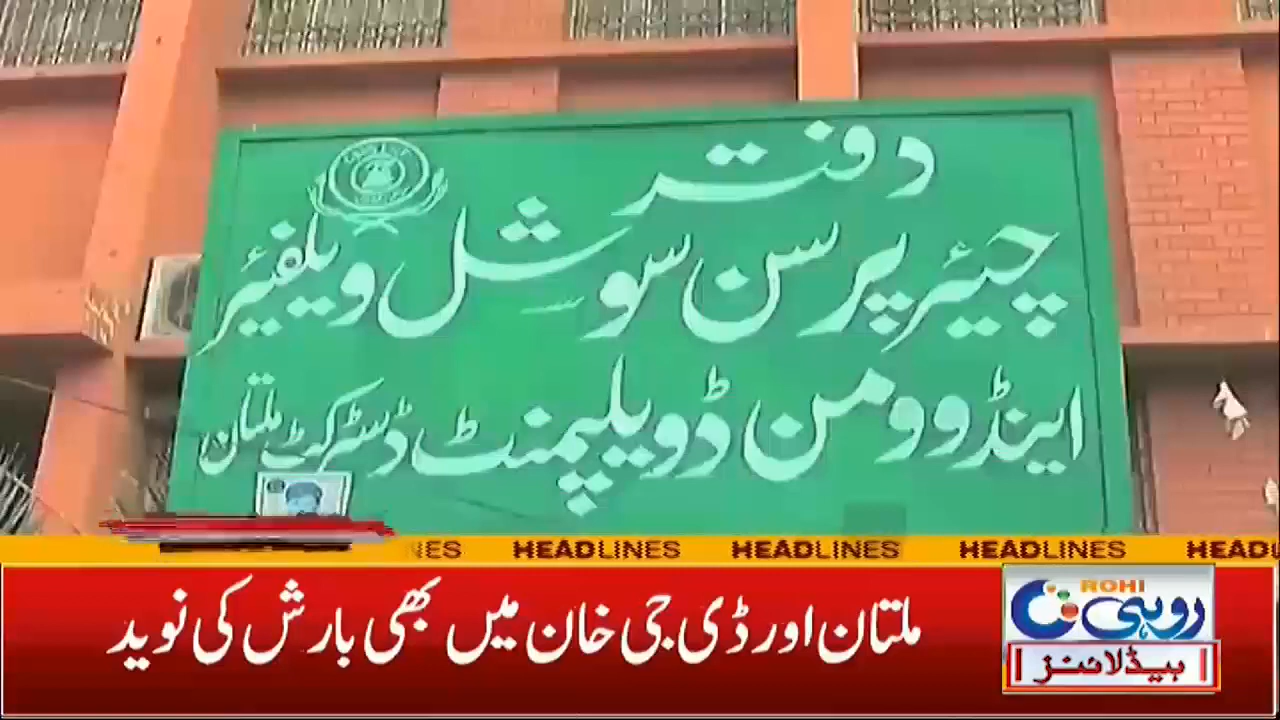 دفتر
چیئرپرسن سوشل ویلفیئر
اینڈ وومن ڈویلپمنٹ ڈسٹرکٹ ملتان
HEADLINES HEADLINES HEADLINES
ملتان اور ڈی جی خان میں بھی بارش کی نوید
ROHI
روہی
ہیڈلائنز